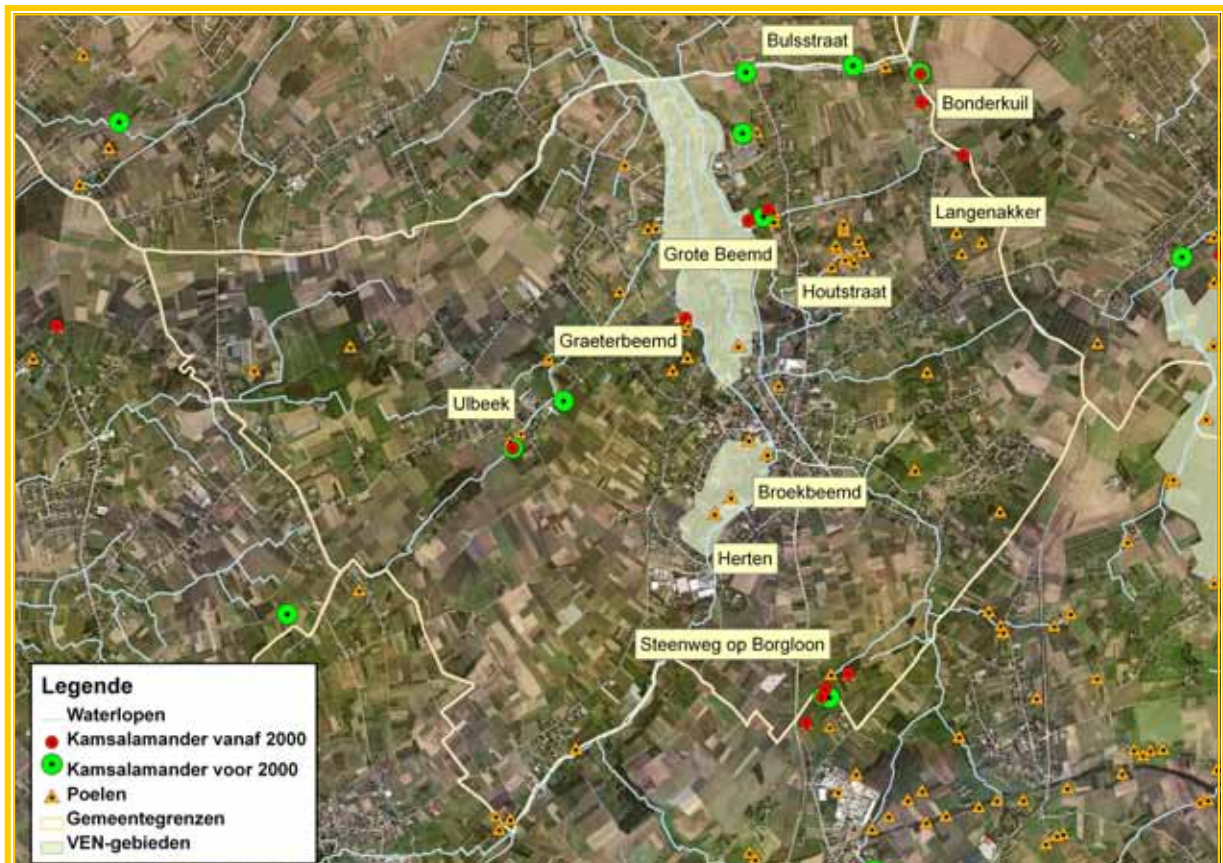 Bulsstraat
Bonderkuil
Langenakker
Grote Beemd
Houtstraat
Graeterbeemd
Ulbeek
Broekbeemd
Herten
Steenweg op Borgloon
Legende
Waterlopen
Kamsalamander vanaf 2000
Kamsalamander voor 2000
Poelen
Gemeentegrenzen
VEN-gebieden